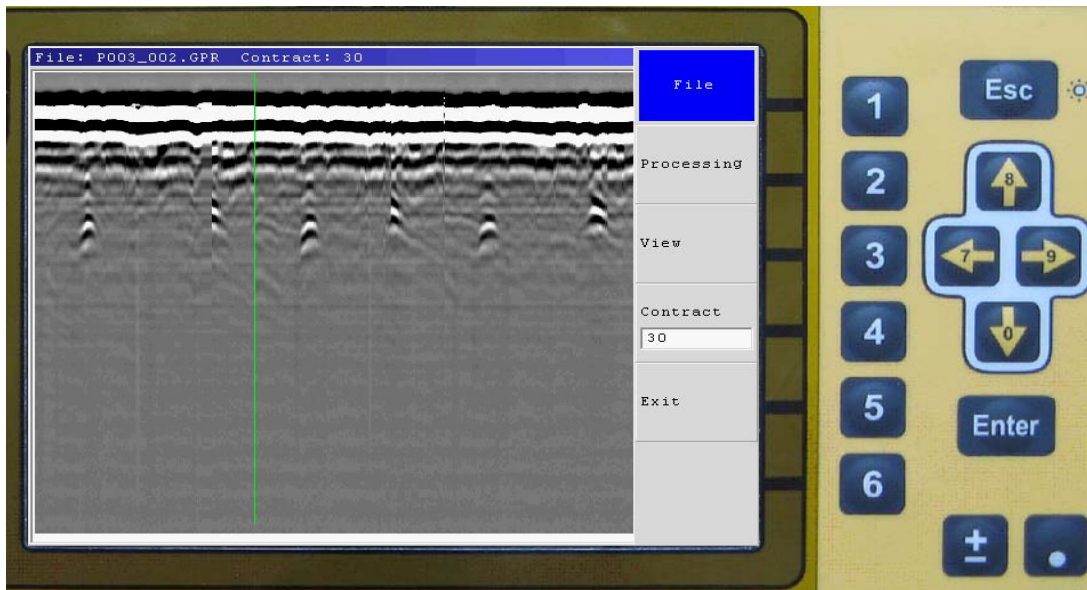 File: P003_002.GPR Contract: 30
File
Processing
View
Contract
30
Exit
1
2
3
4
5
6
Esc
8
7
9
0
Enter
±
.